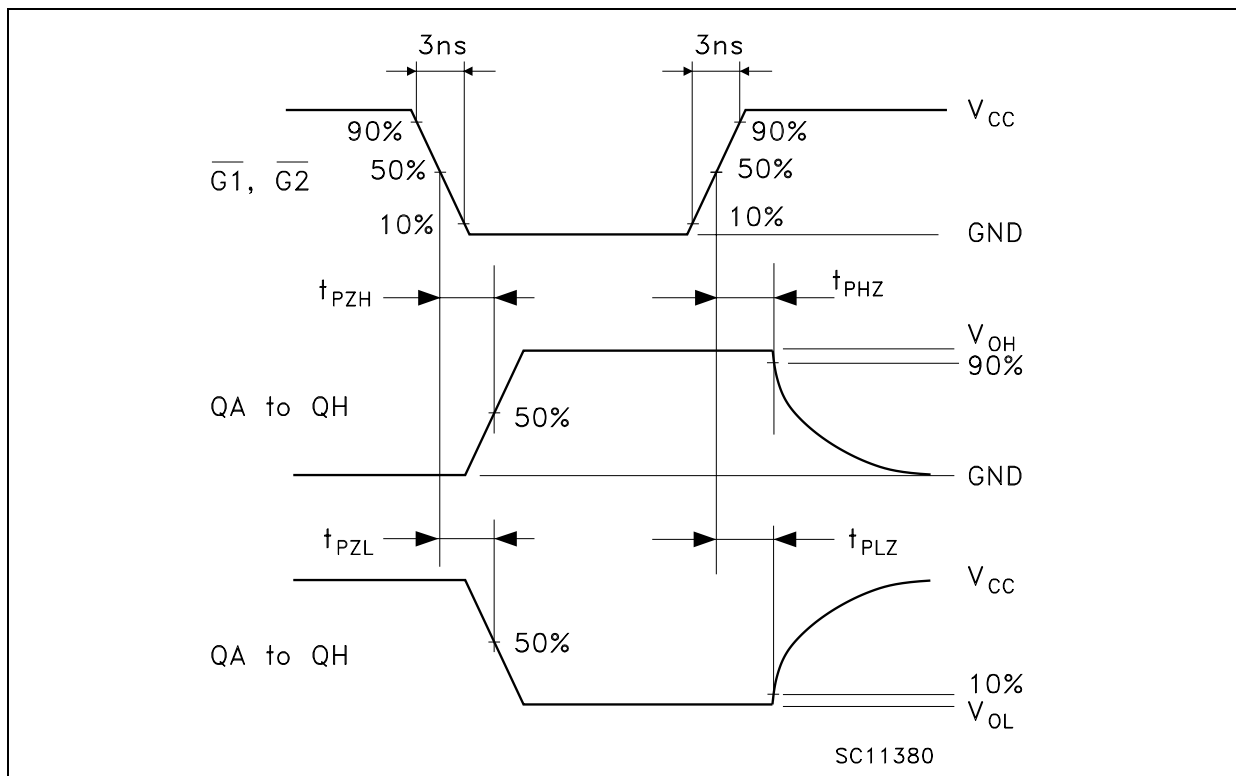 3ns 3ns
V_CC
90% 90%
G1, G2 50% 50%
10% 10%
GND
t_PZH t_PHZ
V_OH
90%
QA to QH 50%
GND
t_PZL t_PLZ
V_CC
QA to QH 50%
10%
V_OL
SC11380